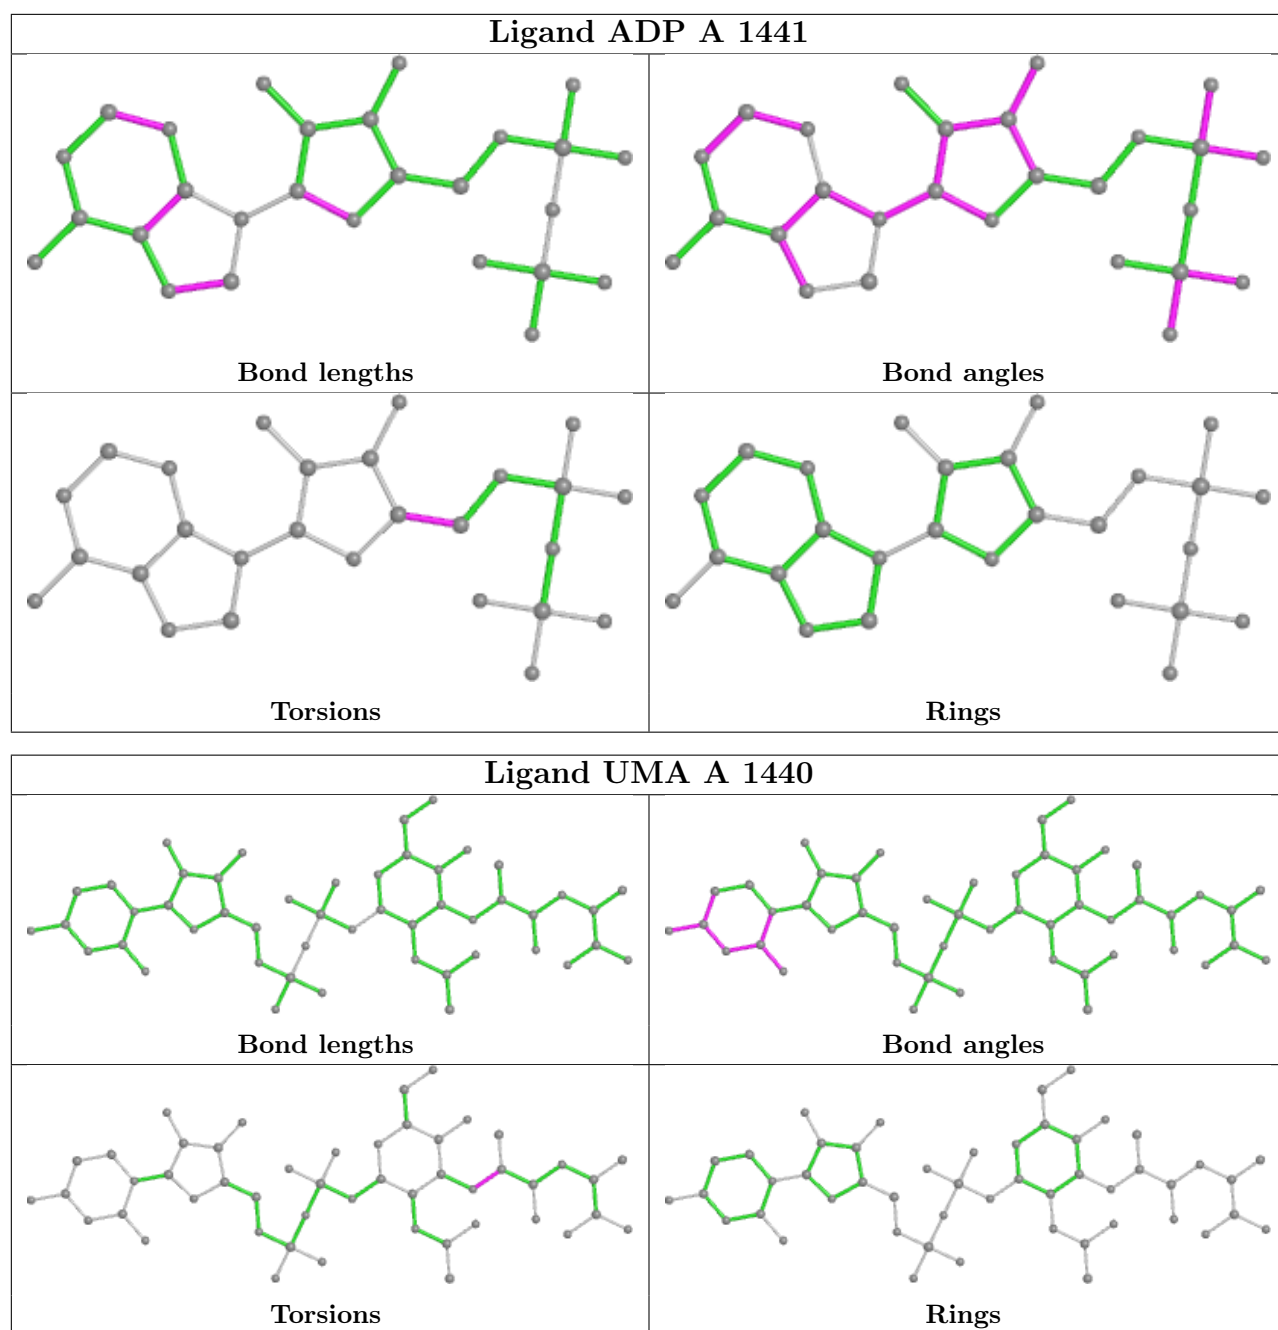 Ligand ADP A 1441
Bond lengths
Bond angles
Torsions
Rings
Ligand UMA A 1440
Bond lengths
Bond angles
Torsions
Rings